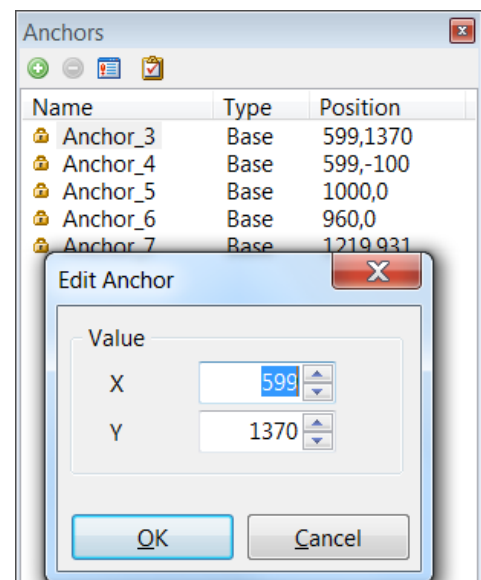 Anchors
Name Type Position
Anchor_3 Base 599,1370
Anchor_4 Base 599,-100
Anchor_5 Base 1000,0
Anchor_6 Base 960,0
Anchor_7 Base 1219,931
Edit Anchor
Value
X 599
Y 1370
OK Cancel